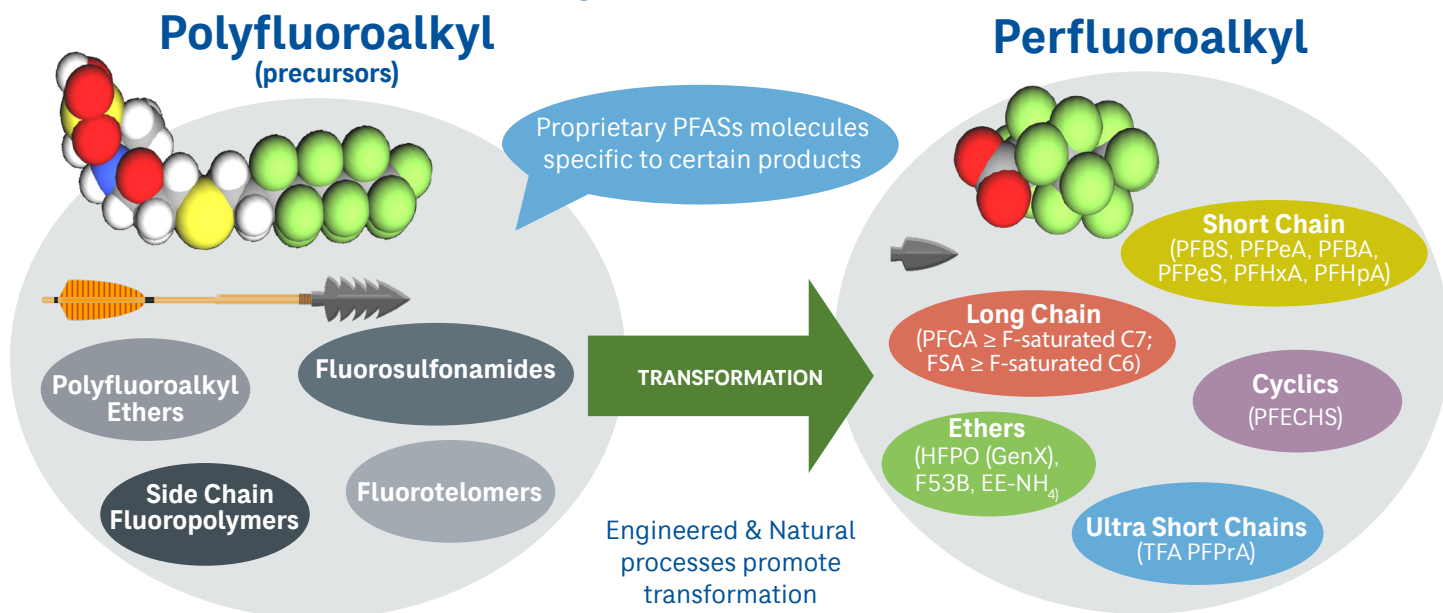 Polyfluoroalkyl
(precursors)
Perfluoroalkyl
Proprietary PFASs molecules
specific to certain products
Short Chain
(PFBS, PFPeA, PFBA,
PFPeS, PFHxA, PFHpA)
Long Chain
(PFCA ≥ F-saturated C7;
FSA ≥ F-saturated C6)
Polyfluoroalkyl
Ethers
Fluorosulfonamides
TRANSFORMATION
Cyclics
(PFECHS)
Ethers
(HFPO (GenX),
F53B, EE-NH4)
Side Chain
Fluoropolymers
Fluorotelomers
Ultra Short Chains
(TFA PFPrA)
Engineered & Natural
processes promote
transformation